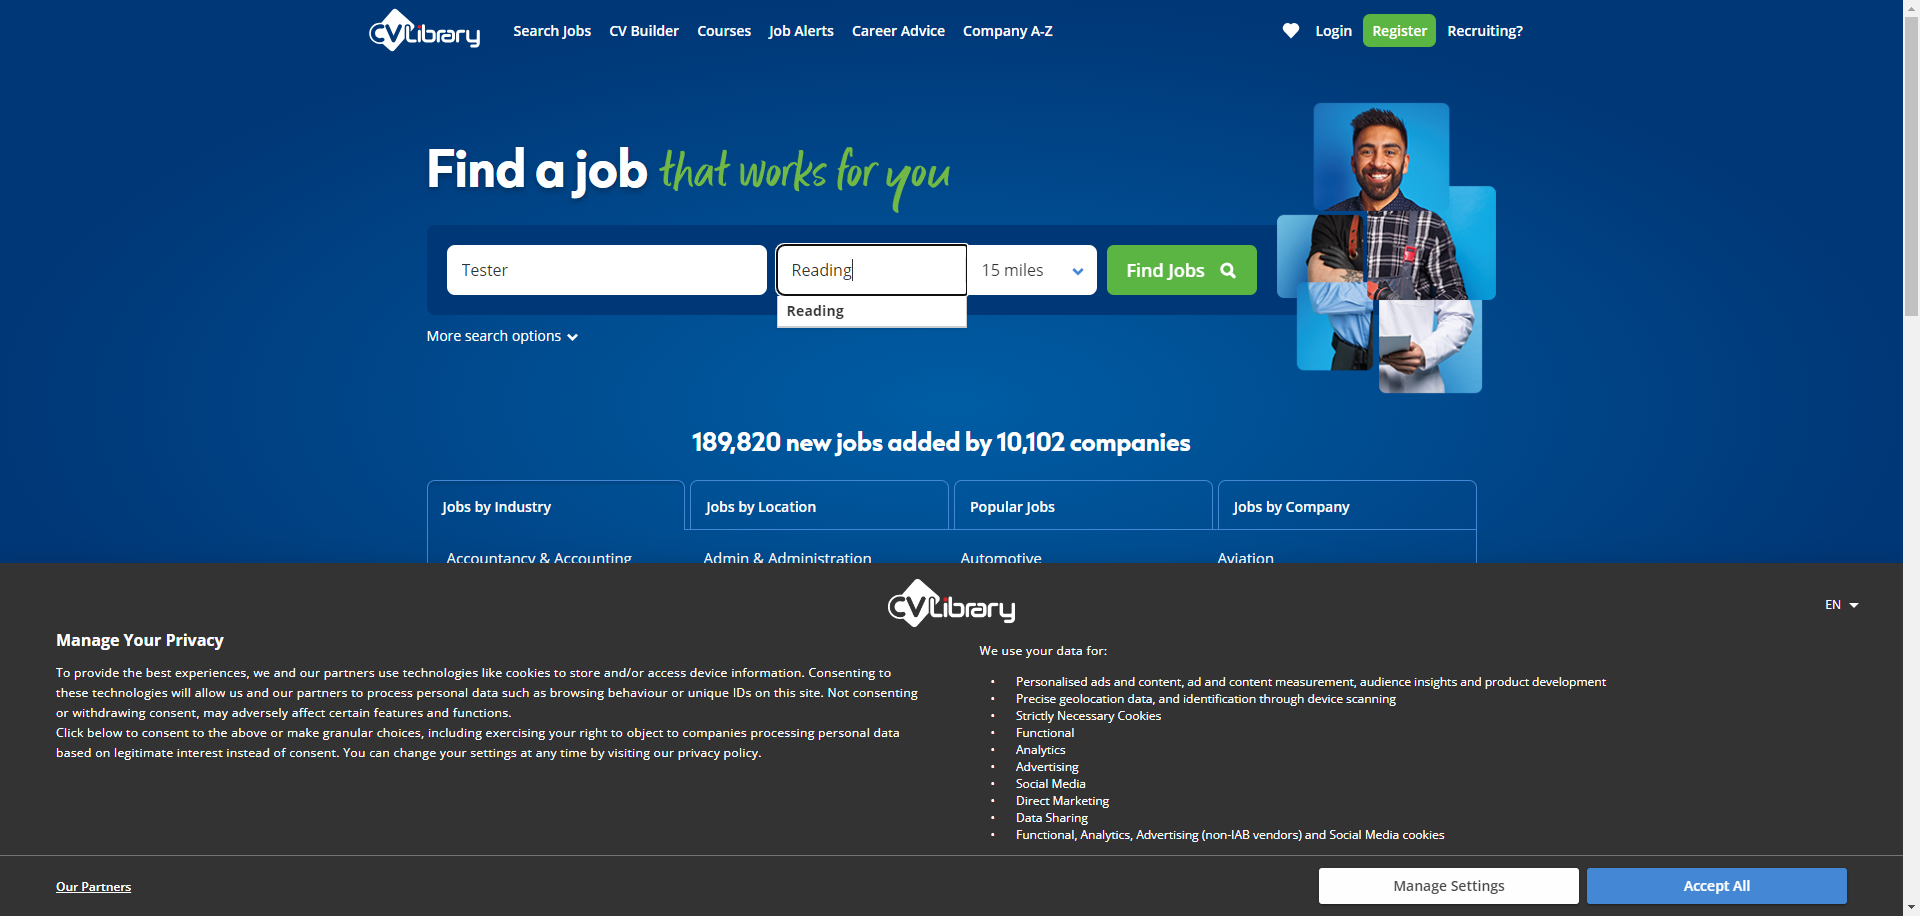 CVLibrary
Search Jobs
CV Builder
Courses
Job Alerts
Career Advice
Company A-Z
Login
Register
Recruiting?
Find a job that works for you
Tester
Reading
15 miles
Find Jobs
Reading
More search options
189,820 new jobs added by 10,102 companies
Jobs by Industry
Jobs by Location
Popular Jobs
Jobs by Company
Accountancy & Accounting
Admin & Administration
Automotive
Aviation
CVLibrary
EN
Manage Your Privacy
To provide the best experiences, we and our partners use technologies like cookies to store and/or access device information. Consenting to
these technologies will allow us and our partners to process personal data such as browsing behaviour or unique IDs on this site. Not consenting
or withdrawing consent, may adversely affect certain features and functions.
Click below to consent to the above or make granular choices, including exercising your right to object to companies processing personal data
based on legitimate interest instead of consent. You can change your settings at any time by visiting our privacy policy.
We use your data for:
• Personalised ads and content, ad and content measurement, audience insights and product development
• Precise geolocation data, and identification through device scanning
• Strictly Necessary Cookies
• Functional
• Analytics
• Advertising
• Social Media
• Direct Marketing
• Data Sharing
• Functional, Analytics, Advertising (non-IAB vendors) and Social Media cookies
Our Partners
Manage Settings
Accept All